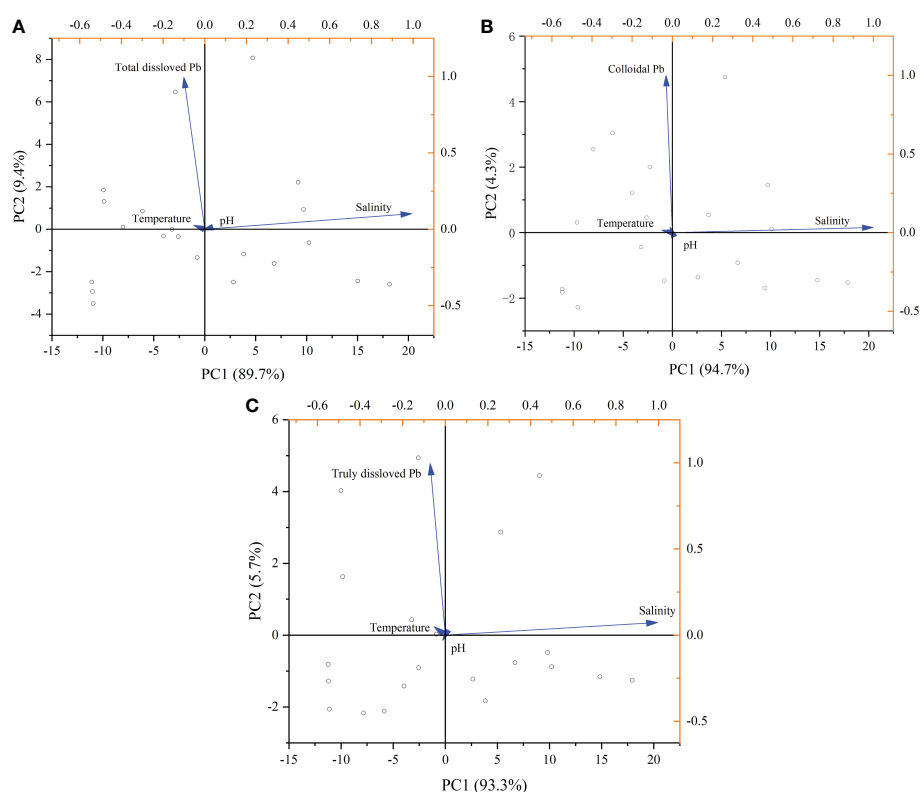 A
-0.6 -0.4 -0.2 0.0 0.2 0.4 0.6 0.8 1.0
8
6
4
2
0
-2
-4
PC2 (9.4%)
Total dissloved Pb
Temperature
pH
Salinity
1.0
0.5
0.0
-0.5
-15 -10 -5 0 5 10 15 20
PC1 (89.7%)
B
-0.6 -0.4 -0.2 0.0 0.2 0.4 0.6 0.8 1.0
6
4
2
0
−2
PC2 (4.3%)
Colloidal Pb
Temperature
pH
Salinity
1.0
0.5
0.0
-0.5
-15 -10 -5 0 5 10 15 20
PC1 (94.7%)
C
-0.6 -0.4 -0.2 0.0 0.2 0.4 0.6 0.8 1.0
6
4
2
0
-2
PC2 (5.7%)
Truly dissloved Pb
Temperature
pH
Salinity
1.0
0.5
0.0
-0.5
-15 -10 -5 0 5 10 15 20
PC1 (93.3%)